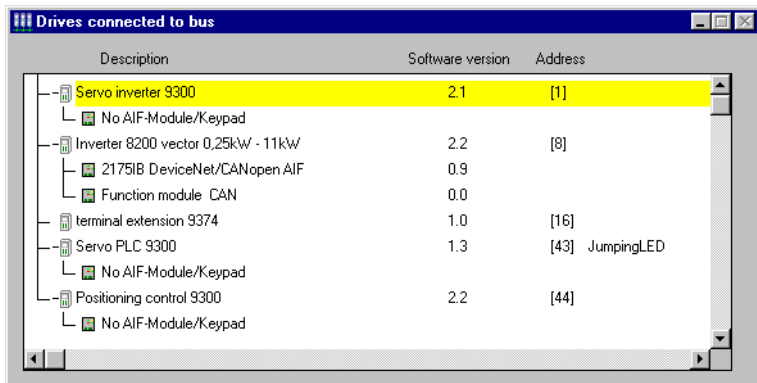 Drives connected to bus
Description Software version Address
Servo inverter 9300 2.1 [1]
No AIF-Module/Keypad
Inverter 8200 vector 0,25kW - 11kW 2.2 [8]
2175IB DeviceNet/CANopen AIF 0.9
Function module CAN 0.0
terminal extension 9374 1.0 [16]
Servo PLC 9300 1.3 [43] JumpingLED
No AIF-Module/Keypad
Positioning control 9300 2.2 [44]
No AIF-Module/Keypad